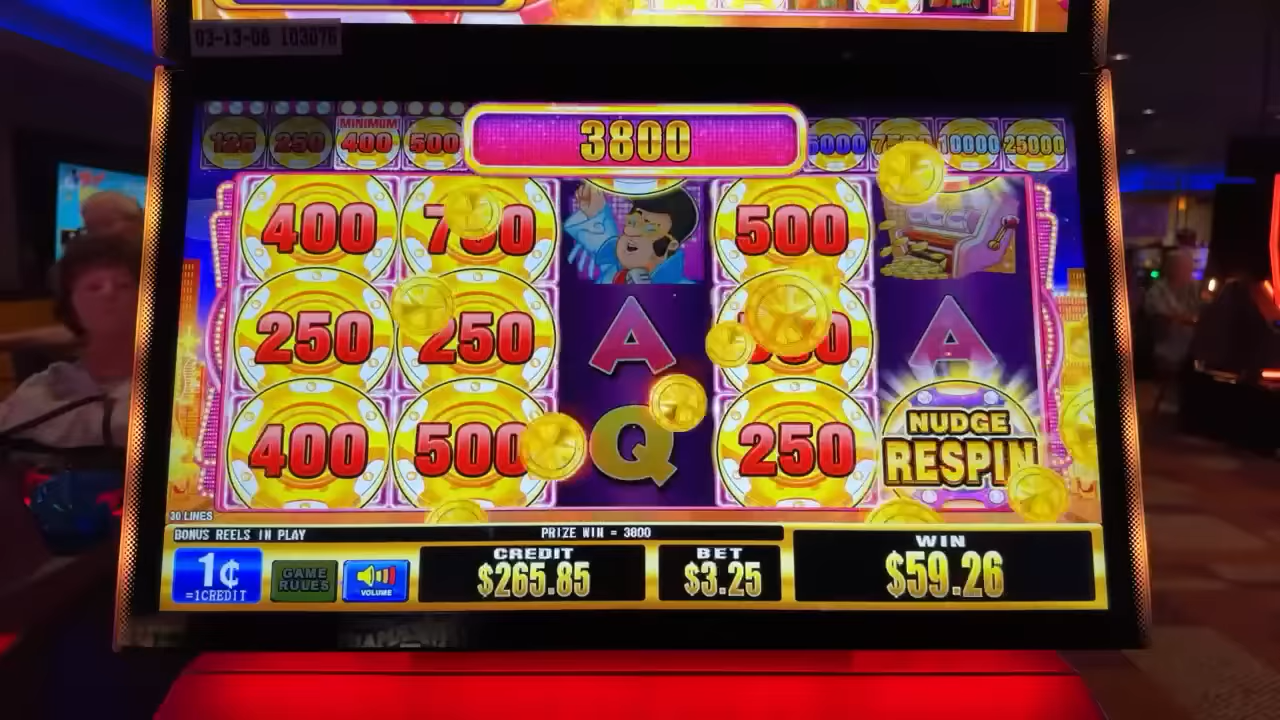 03-13-06 103076
125 250 MINIMUM 400 500 3800 5000 10000 25000
400 500
250 250 A A
400 500 Q 250 NUDGE RESPIN
30 LINES
BONUS REELS IN PLAY PRIZE WIN = 3800
1¢ =1CREDIT GAME RULES VOLUME CREDIT $265.85 BET $3.25 WIN $59.26